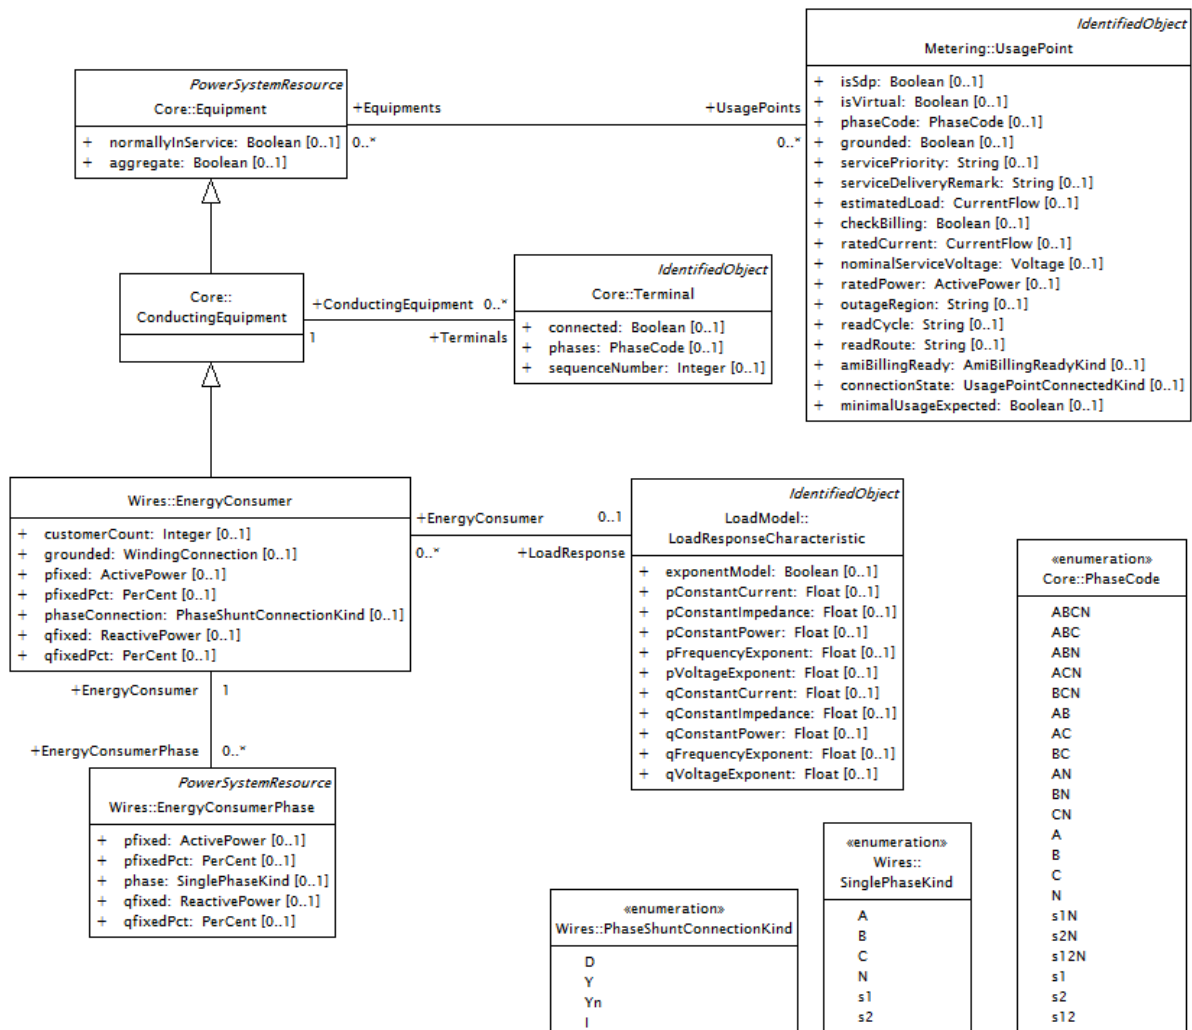 IdentifiedObject
Metering::UsagePoint
+ isSdp: Boolean [0..1]
+ isVirtual: Boolean [0..1]
+ phaseCode: PhaseCode [0..1]
+ grounded: Boolean [0..1]
+ servicePriority: String [0..1]
+ serviceDeliveryRemark: String [0..1]
+ estimatedLoad: CurrentFlow [0..1]
+ checkBilling: Boolean [0..1]
+ ratedCurrent: CurrentFlow [0..1]
+ nominalServiceVoltage: Voltage [0..1]
+ ratedPower: ActivePower [0..1]
+ outageRegion: String [0..1]
+ readCycle: String [0..1]
+ readRoute: String [0..1]
+ amiBillingReady: AmiBillingReadyKind [0..1]
+ connectionState: UsagePointConnectedKind [0..1]
+ minimalUsageExpected: Boolean [0..1]
PowerSystemResource
Core::Equipment
+ normallyInService: Boolean [0..1]
+ aggregate: Boolean [0..1]
+Equipments
0..*
+UsagePoints
0..*
Core::
ConductingEquipment
+ConductingEquipment 0..*
1
+Terminals
IdentifiedObject
Core::Terminal
+ connected: Boolean [0..1]
+ phases: PhaseCode [0..1]
+ sequenceNumber: Integer [0..1]
Wires::EnergyConsumer
+ customerCount: Integer [0..1]
+ grounded: WindingConnection [0..1]
+ pfixed: ActivePower [0..1]
+ pfixedPct: PerCent [0..1]
+ phaseConnection: PhaseShuntConnectionKind [0..1]
+ qfixed: ReactivePower [0..1]
+ qfixedPct: PerCent [0..1]
+EnergyConsumer 0..1
0..* +LoadResponse
IdentifiedObject
LoadModel::
LoadResponseCharacteristic
+ exponentModel: Boolean [0..1]
+ pConstantCurrent: Float [0..1]
+ pConstantImpedance: Float [0..1]
+ pConstantPower: Float [0..1]
+ pFrequencyExponent: Float [0..1]
+ pVoltageExponent: Float [0..1]
+ qConstantCurrent: Float [0..1]
+ qConstantImpedance: Float [0..1]
+ qConstantPower: Float [0..1]
+ qFrequencyExponent: Float [0..1]
+ qVoltageExponent: Float [0..1]
+EnergyConsumer 1
+EnergyConsumerPhase 0..*
PowerSystemResource
Wires::EnergyConsumerPhase
+ pfixed: ActivePower [0..1]
+ pfixedPct: PerCent [0..1]
+ phase: SinglePhaseKind [0..1]
+ qfixed: ReactivePower [0..1]
+ qfixedPct: PerCent [0..1]
«enumeration»
Wires::PhaseShuntConnectionKind
D
Y
Yn
I
«enumeration»
Wires::
SinglePhaseKind
A
B
C
N
s1
s2
«enumeration»
Core::PhaseCode
ABCN
ABC
ABN
ACN
BCN
AB
AC
BC
AN
BN
CN
A
B
C
N
s1N
s2N
s12N
s1
s2
s12